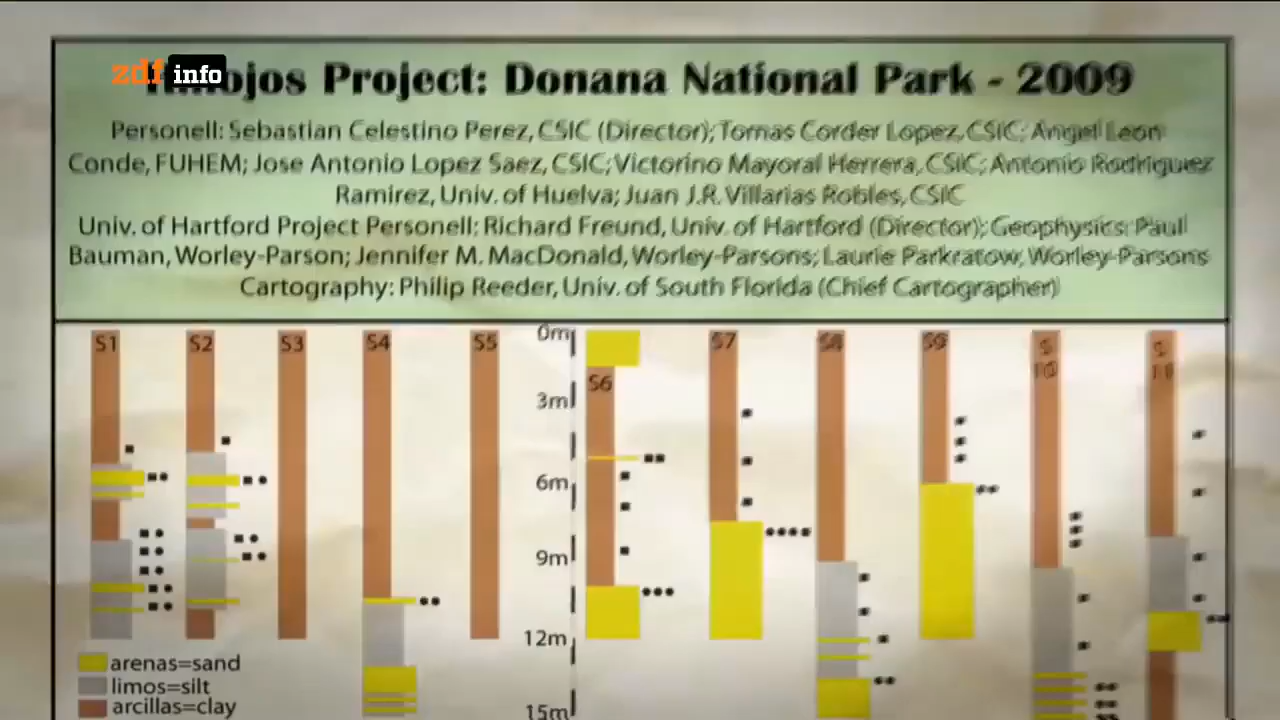 zdf info
Project: Donana National Park - 2009
Personell: Sebastian Celestino Perez, CSIC (Director); Tomas Corder Lopez, CSIC; Angel Leon
Conde, FUHEM; Jose Antonio Lopez Saez, CSIC; Victorino Mayoral Herrera, CSIC; Antonio Rodriguez
Ramirez, Univ. of Huelva; Juan J.R. Villarias Robles, CSIC
Univ. of Hartford Project Personell: Richard Freund, Univ. of Hartford (Director); Geophysics: Paul
Bauman, Worley-Parson; Jennifer M. MacDonald, Worley-Parsons; Laurie Parkratow, Worley-Parsons
Cartography: Philip Reeder, Univ. of South Florida (Chief Cartographer)
S1 S2 S3 S4 S5 0m S7 S8 S9 S10 S11
S6
3m
6m
9m
12m
arenas=sand
limos=silt
arcillas=clay
15m